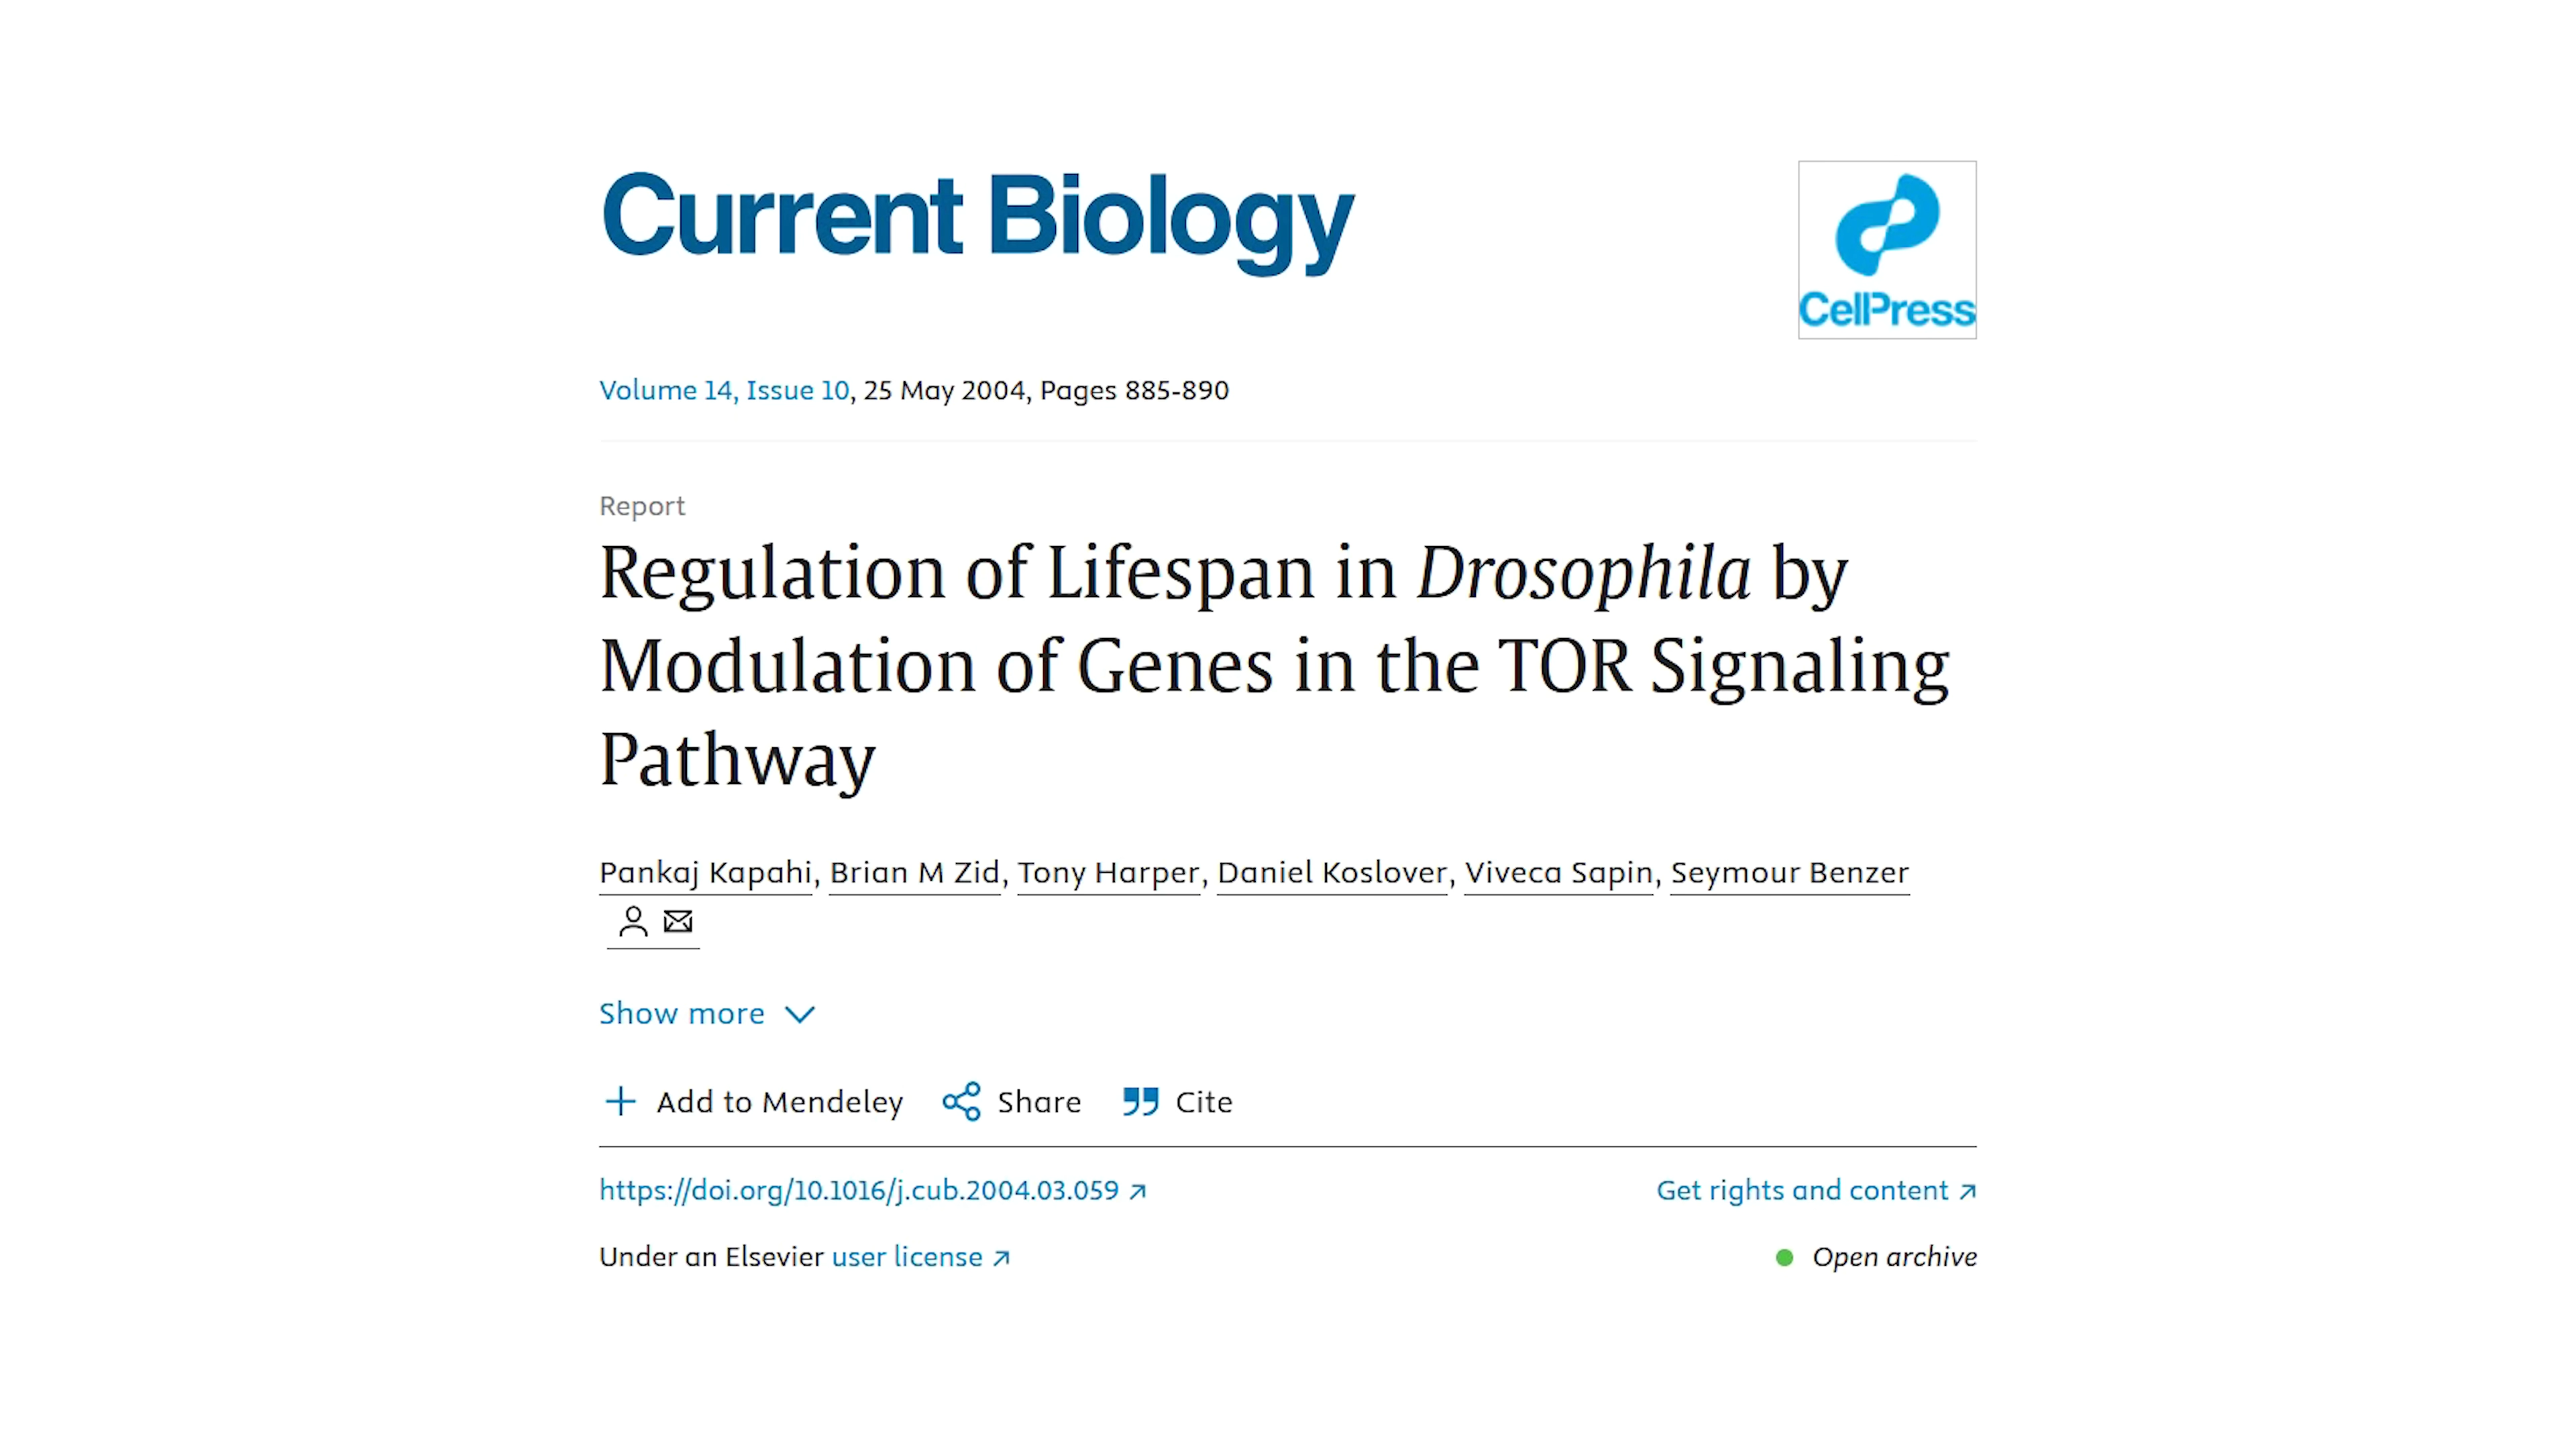 Current Biology
CellPress
Volume 14, Issue 10, 25 May 2004, Pages 885-890
Report
Regulation of Lifespan in Drosophila by
Modulation of Genes in the TOR Signaling
Pathway
Pankaj Kapahi, Brian M Zid, Tony Harper, Daniel Koslover, Viveca Sapin, Seymour Benzer
Show more
Add to Mendeley Share Cite
https://doi.org/10.1016/j.cub.2004.03.059 Get rights and content
Under an Elsevier user license Open archive